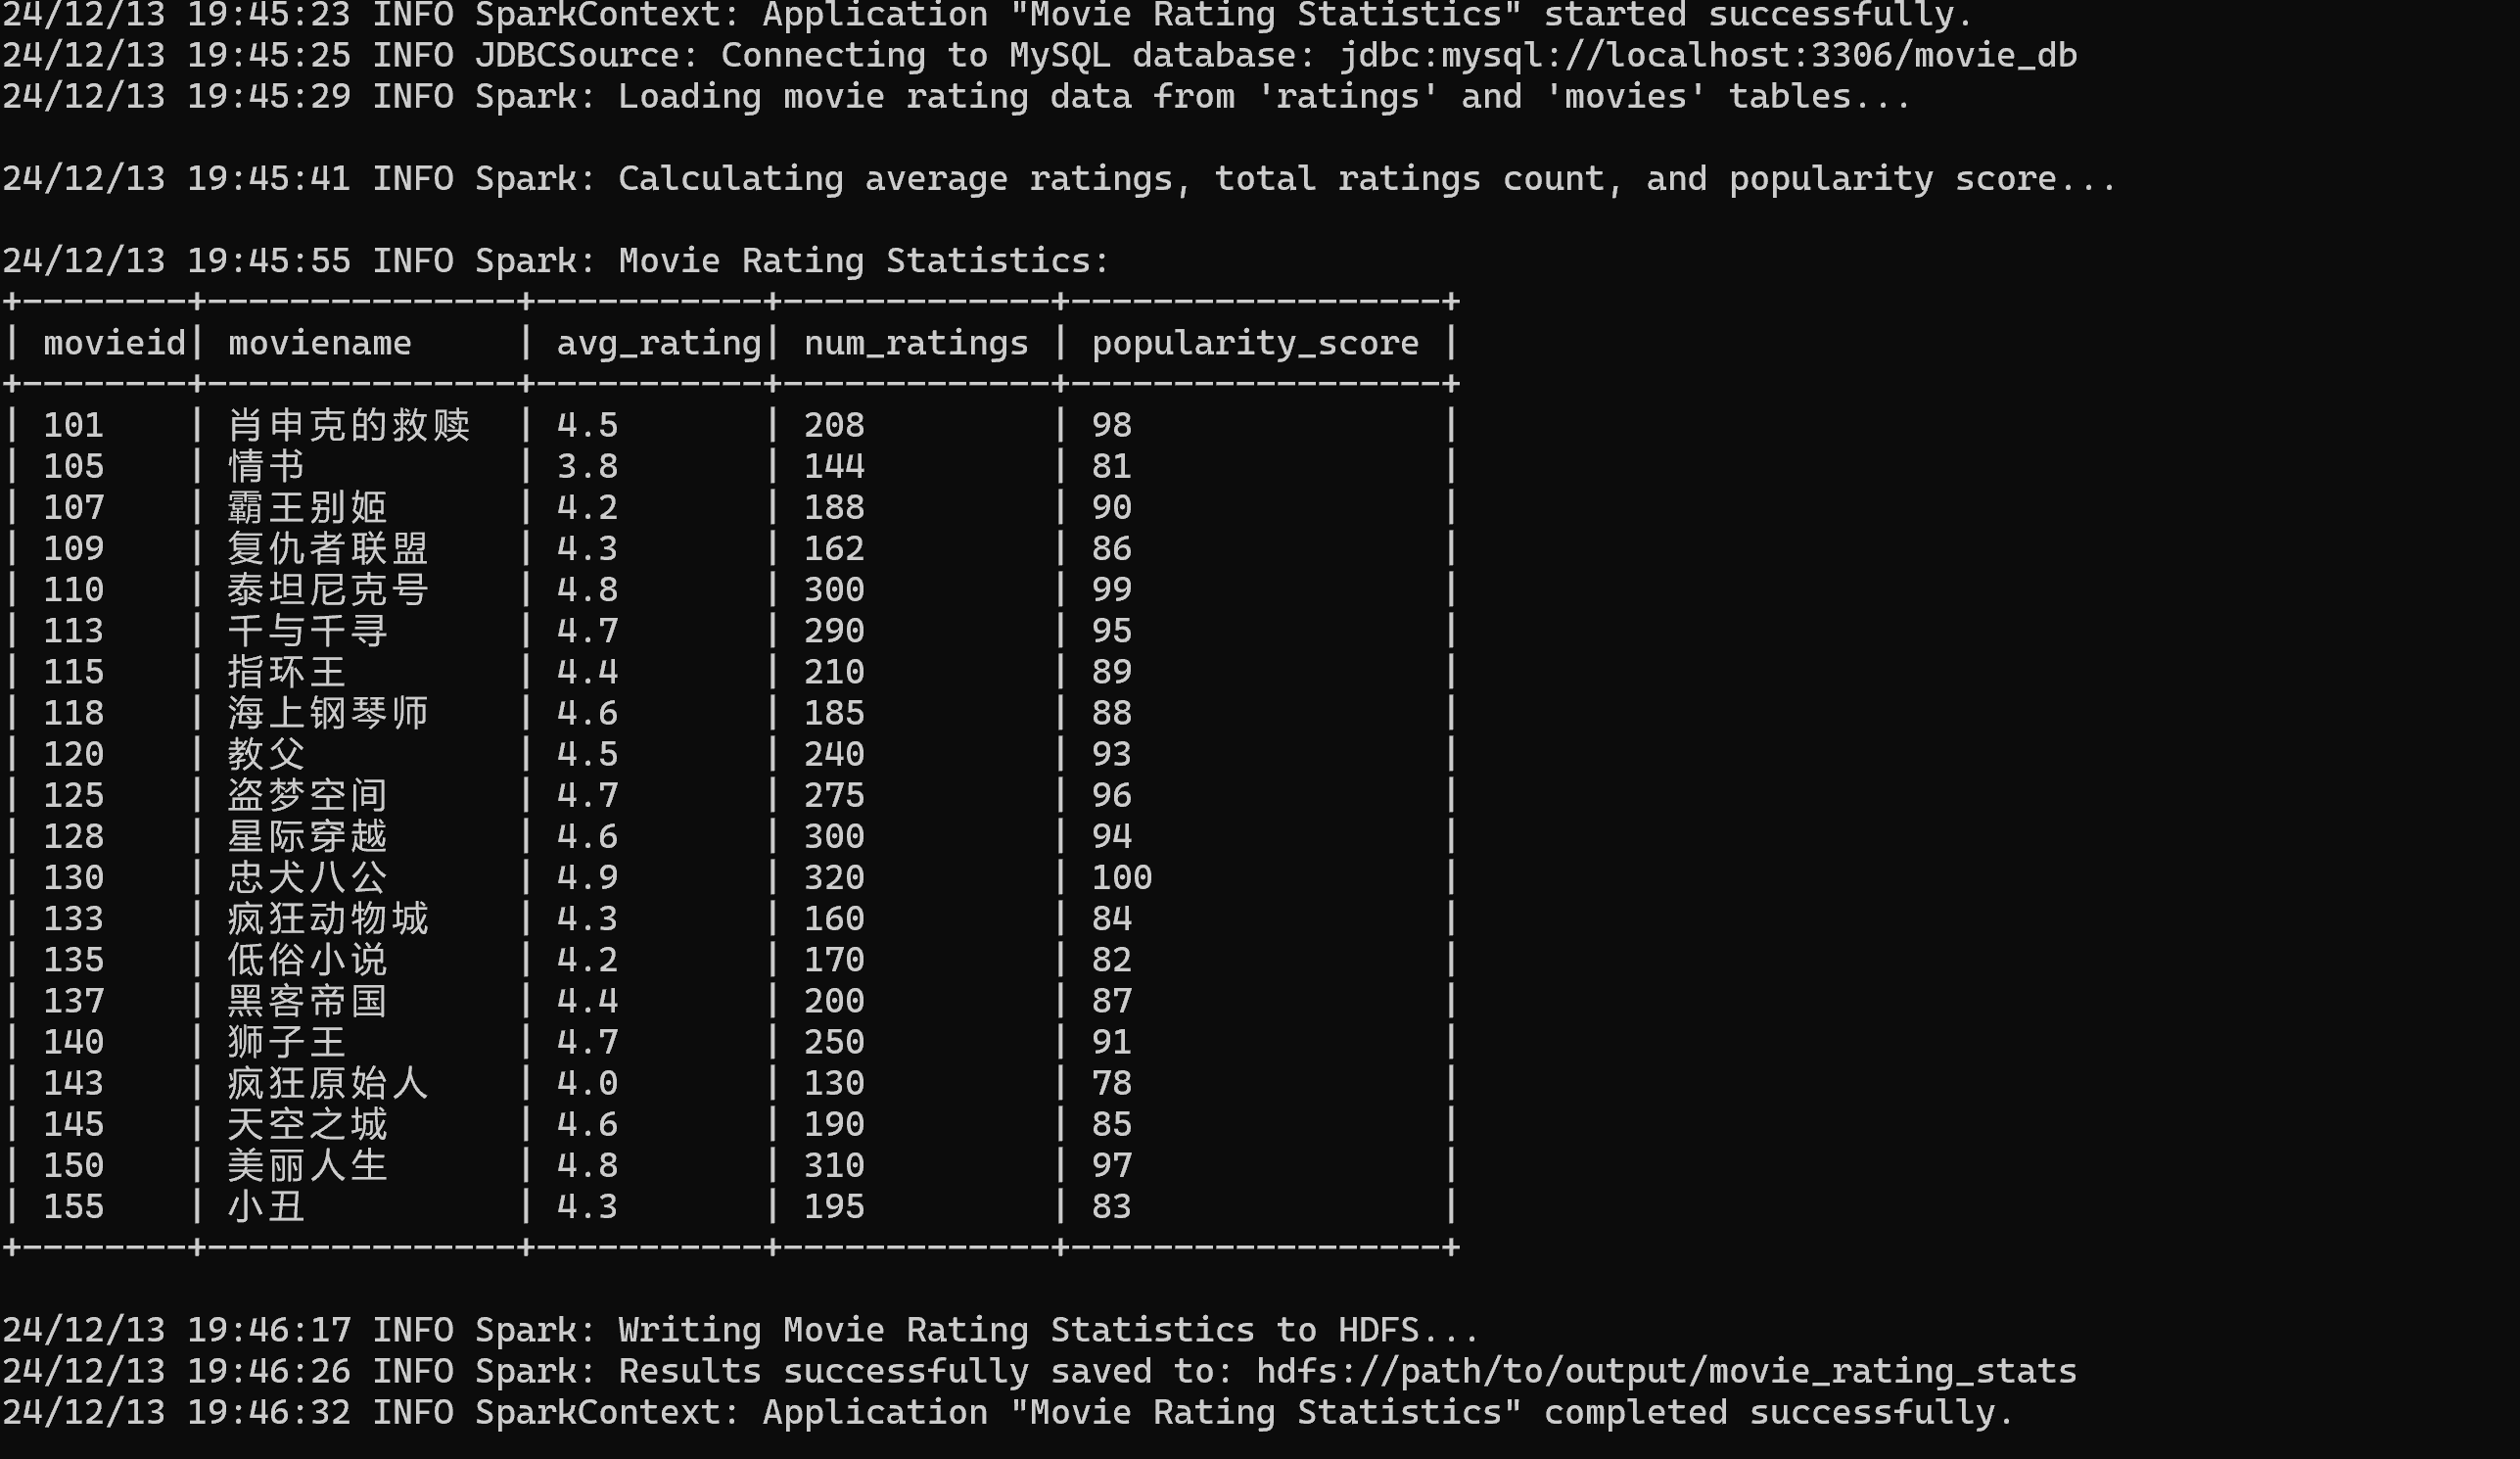 24/12/13 19:45:23 INFO SparkContext: Application "Movie Rating Statistics" started successfully.
24/12/13 19:45:25 INFO JDBCSource: Connecting to MySQL database: jdbc:mysql://localhost:3306/movie_db
24/12/13 19:45:29 INFO Spark: Loading movie rating data from 'ratings' and 'movies' tables...
24/12/13 19:45:41 INFO Spark: Calculating average ratings, total ratings count, and popularity score...
24/12/13 19:45:55 INFO Spark: Movie Rating Statistics:
+--------+---------------+-----------+-------------+------------------+
| movieid| moviename     | avg_rating| num_ratings | popularity_score |
+--------+---------------+-----------+-------------+------------------+
| 101    | 肖申克的救赎  | 4.5       | 208         | 98               |
| 105    | 情书          | 3.8       | 144         | 81               |
| 107    | 霸王别姬      | 4.2       | 188         | 90               |
| 109    | 复仇者联盟    | 4.3       | 162         | 86               |
| 110    | 泰坦尼克号    | 4.8       | 300         | 99               |
| 113    | 千与千寻      | 4.7       | 290         | 95               |
| 115    | 指环王        | 4.4       | 210         | 89               |
| 118    | 海上钢琴师    | 4.6       | 185         | 88               |
| 120    | 教父          | 4.5       | 240         | 93               |
| 125    | 盗梦空间      | 4.7       | 275         | 96               |
| 128    | 星际穿越      | 4.6       | 300         | 94               |
| 130    | 忠犬八公      | 4.9       | 320         | 100              |
| 133    | 疯狂动物城    | 4.3       | 160         | 84               |
| 135    | 低俗小说      | 4.2       | 170         | 82               |
| 137    | 黑客帝国      | 4.4       | 200         | 87               |
| 140    | 狮子王        | 4.7       | 250         | 91               |
| 143    | 疯狂原始人    | 4.0       | 130         | 78               |
| 145    | 天空之城      | 4.6       | 190         | 85               |
| 150    | 美丽人生      | 4.8       | 310         | 97               |
| 155    | 小丑          | 4.3       | 195         | 83               |
+--------+---------------+-----------+-------------+------------------+
24/12/13 19:46:17 INFO Spark: Writing Movie Rating Statistics to HDFS...
24/12/13 19:46:26 INFO Spark: Results successfully saved to: hdfs://path/to/output/movie_rating_stats
24/12/13 19:46:32 INFO SparkContext: Application "Movie Rating Statistics" completed successfully.